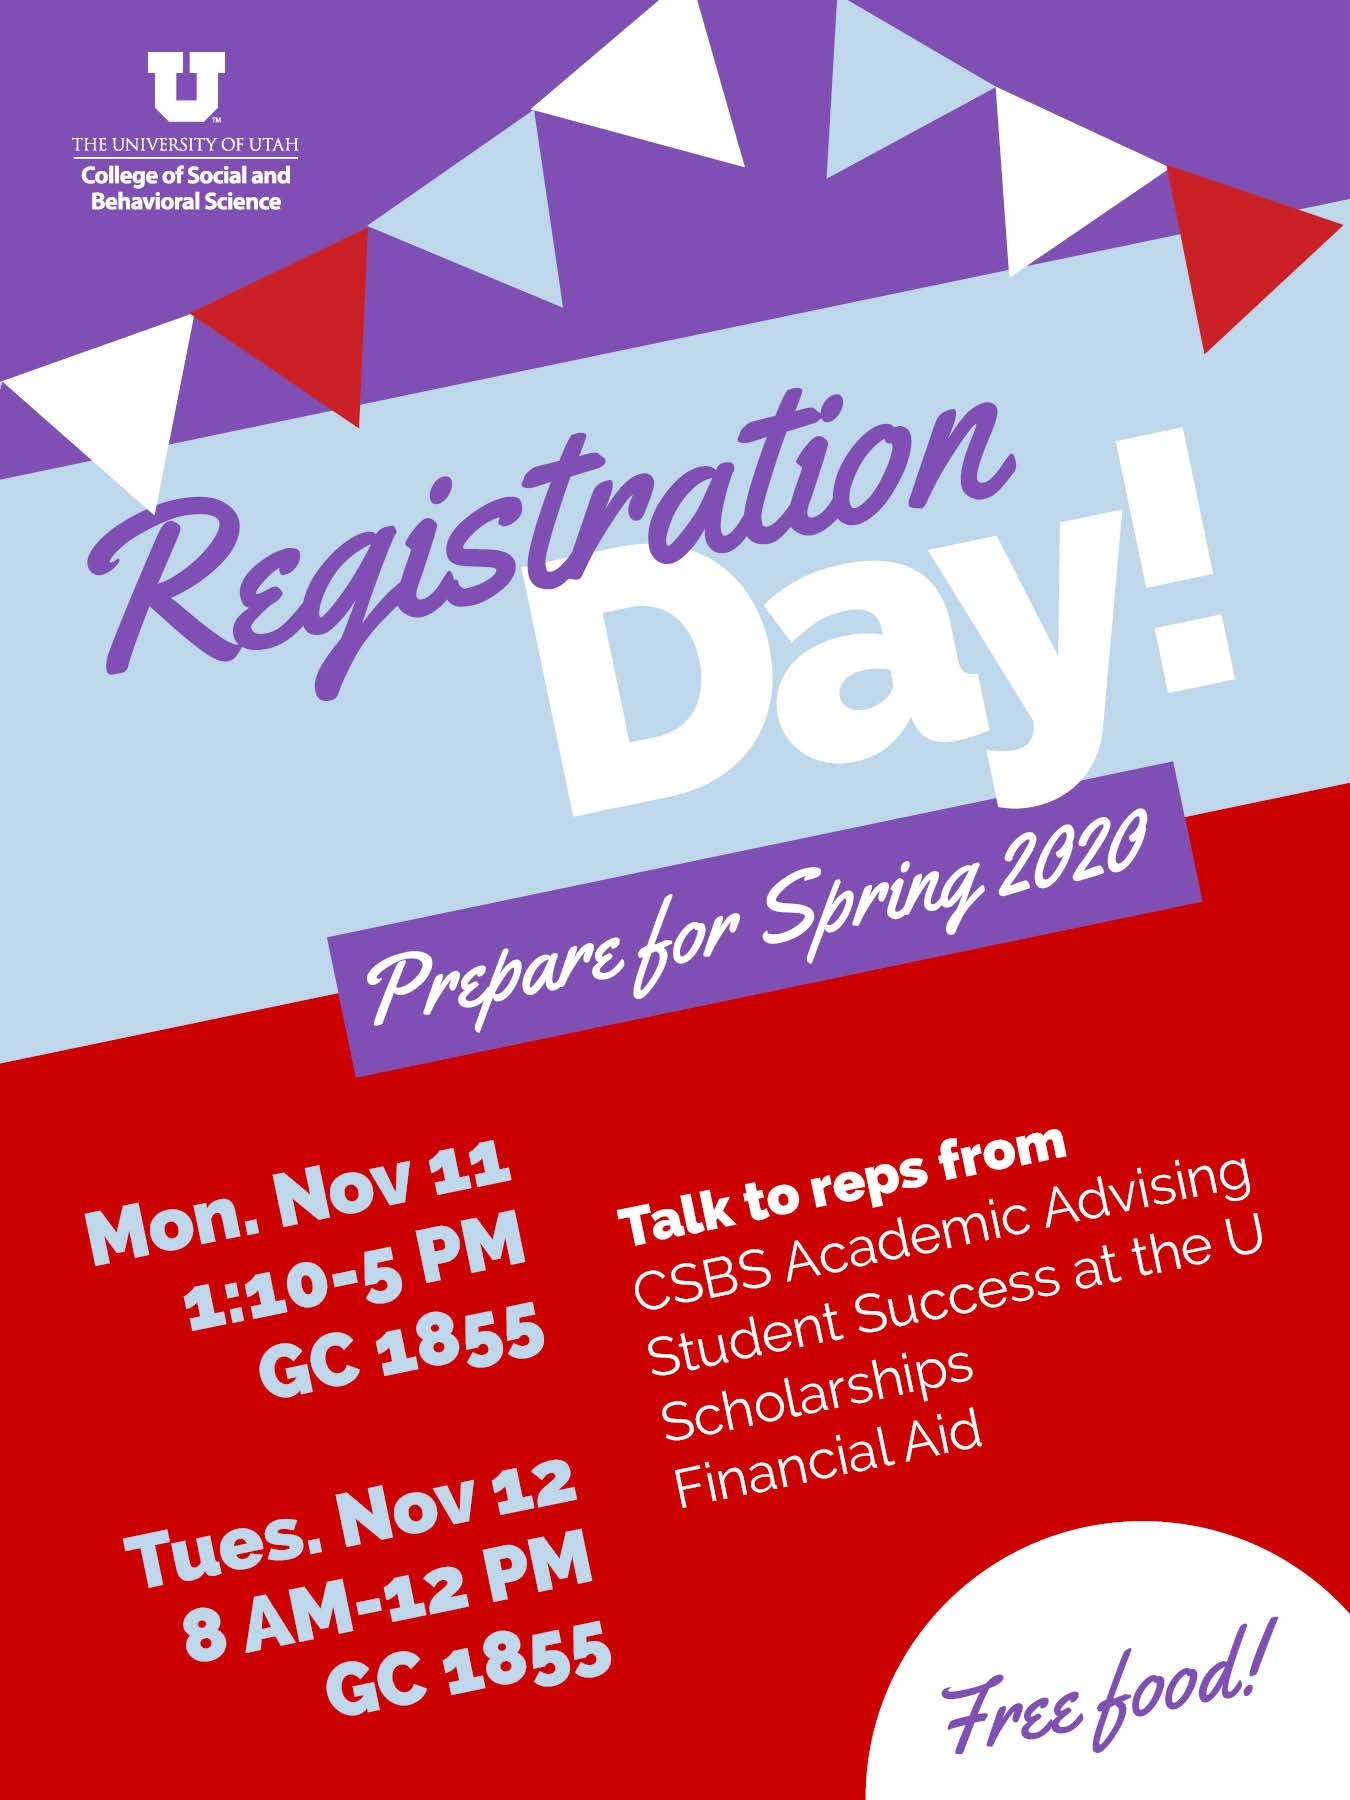 U
TM
THE UNIVERSITY OF UTAH
College of Social and
Behavioral Science
Registration
Day!
Prepare for Spring 2020
Mon. Nov 11
1:10-5 PM
GC 1855
Tues. Nov 12
8 AM-12 PM
GC 1855
Talk to reps from
CSBS Academic Advising
Student Success at the U
Scholarships
Financial Aid
Free food!